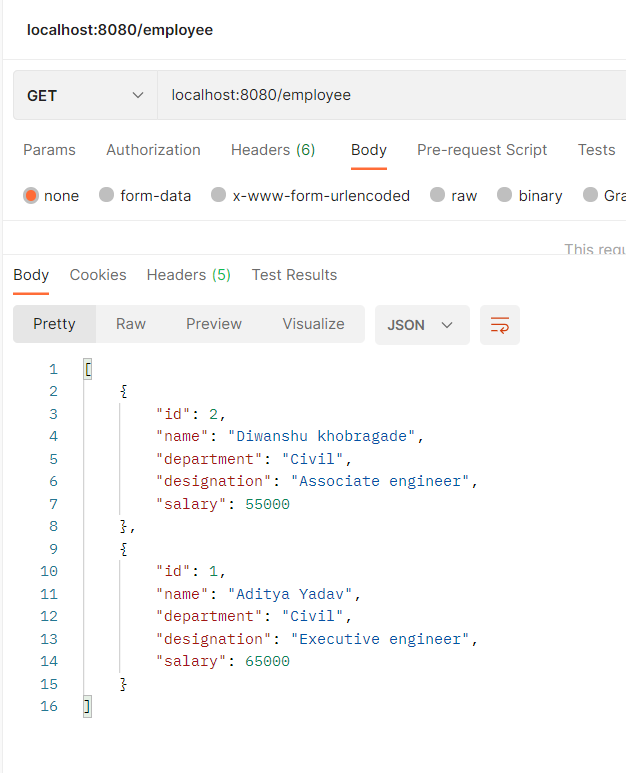 localhost:8080/employee
GET localhost:8080/employee
Params Authorization Headers (6) Body Pre-request Script Tests
none form-data x-www-form-urlencoded raw binary Gra
This requ
Body Cookies Headers (5) Test Results
Pretty Raw Preview Visualize JSON
1 [
2 {
3 "id": 2,
4 "name": "Diwanshu khobragade",
5 "department": "Civil",
6 "designation": "Associate engineer",
7 "salary": 55000
8 },
9 {
10 "id": 1,
11 "name": "Aditya Yadav",
12 "department": "Civil",
13 "designation": "Executive engineer",
14 "salary": 65000
15 }
16 ]